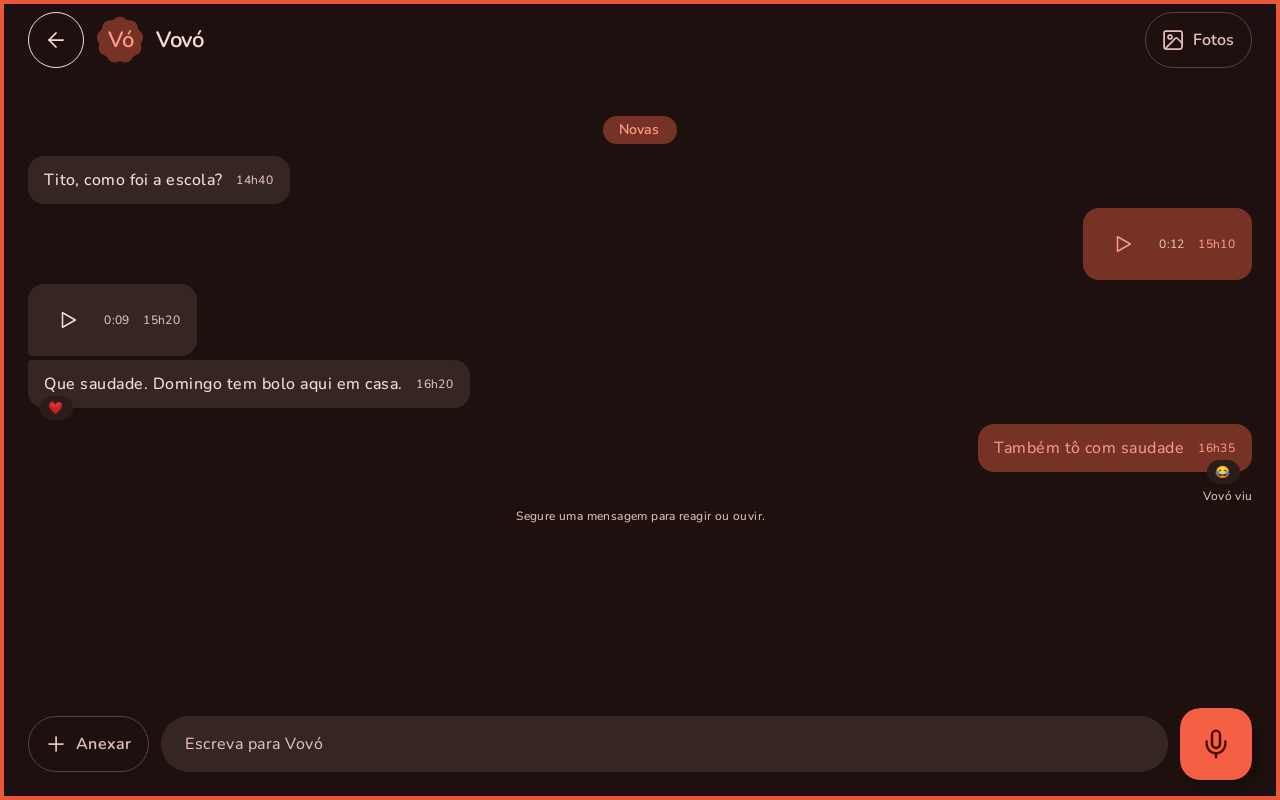 Vó Vovó Fotos
Novas
Tito, como foi a escola? 14h40
0:12 15h10
0:09 15h20
Que saudade. Domingo tem bolo aqui em casa. 16h20
❤️
Também tô com saudade 16h35
😂
Vovó viu
Segure uma mensagem para reagir ou ouvir.
Anexar Escreva para Vovó